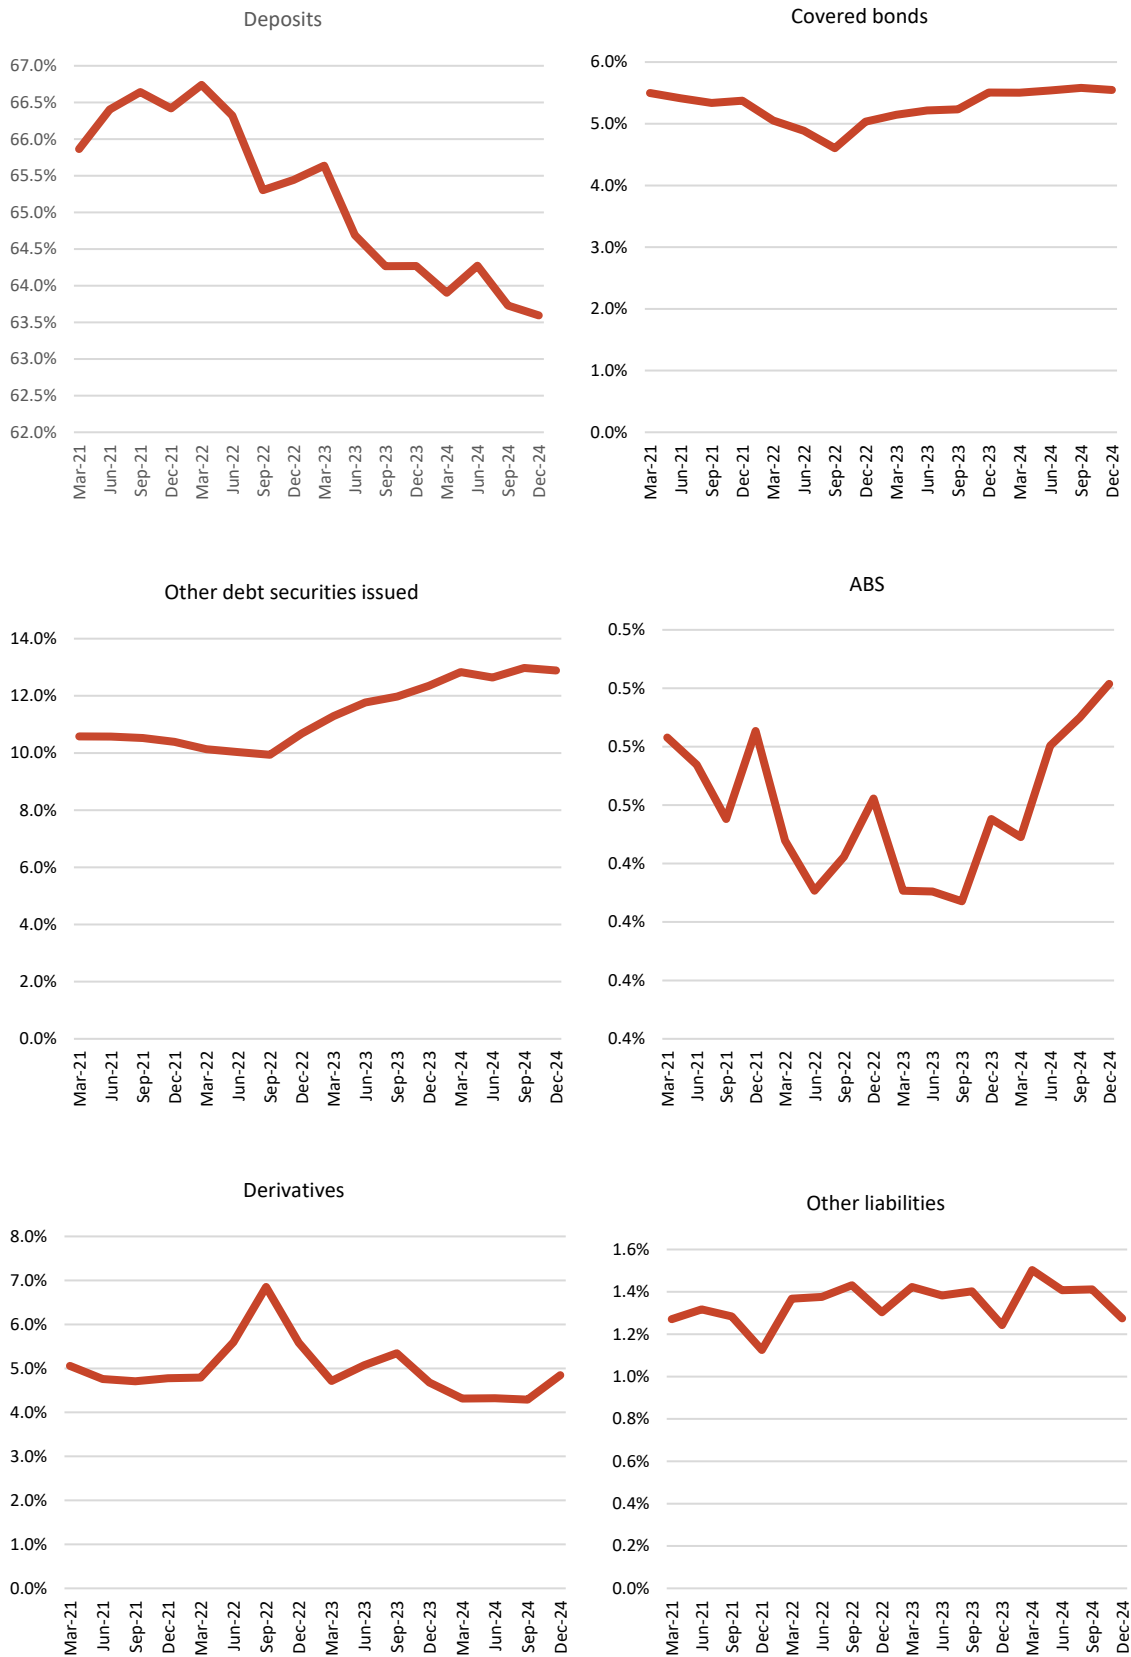 Deposits
67.0%
66.5%
66.0%
65.5%
65.0%
64.5%
64.0%
63.5%
63.0%
62.5%
62.0%
Mar-21
Jun-21
Sep-21
Dec-21
Mar-22
Jun-22
Sep-22
Dec-22
Mar-23
Jun-23
Sep-23
Dec-23
Mar-24
Jun-24
Sep-24
Dec-24
Covered bonds
6.0%
5.0%
4.0%
3.0%
2.0%
1.0%
0.0%
Mar-21
Jun-21
Sep-21
Dec-21
Mar-22
Jun-22
Sep-22
Dec-22
Mar-23
Jun-23
Sep-23
Dec-23
Mar-24
Jun-24
Sep-24
Dec-24
Other debt securities issued
14.0%
12.0%
10.0%
8.0%
6.0%
4.0%
2.0%
0.0%
Mar-21
Jun-21
Sep-21
Dec-21
Mar-22
Jun-22
Sep-22
Dec-22
Mar-23
Jun-23
Sep-23
Dec-23
Mar-24
Jun-24
Sep-24
Dec-24
ABS
0.5%
0.5%
0.5%
0.5%
0.4%
0.4%
0.4%
0.4%
Mar-21
Jun-21
Sep-21
Dec-21
Mar-22
Jun-22
Sep-22
Dec-22
Mar-23
Jun-23
Sep-23
Dec-23
Mar-24
Jun-24
Sep-24
Dec-24
Derivatives
8.0%
7.0%
6.0%
5.0%
4.0%
3.0%
2.0%
1.0%
0.0%
Mar-21
Jun-21
Sep-21
Dec-21
Mar-22
Jun-22
Sep-22
Dec-22
Mar-23
Jun-23
Sep-23
Dec-23
Mar-24
Jun-24
Sep-24
Dec-24
Other liabilities
1.6%
1.4%
1.2%
1.0%
0.8%
0.6%
0.4%
0.2%
0.0%
Mar-21
Jun-21
Sep-21
Dec-21
Mar-22
Jun-22
Sep-22
Dec-22
Mar-23
Jun-23
Sep-23
Dec-23
Mar-24
Jun-24
Sep-24
Dec-24